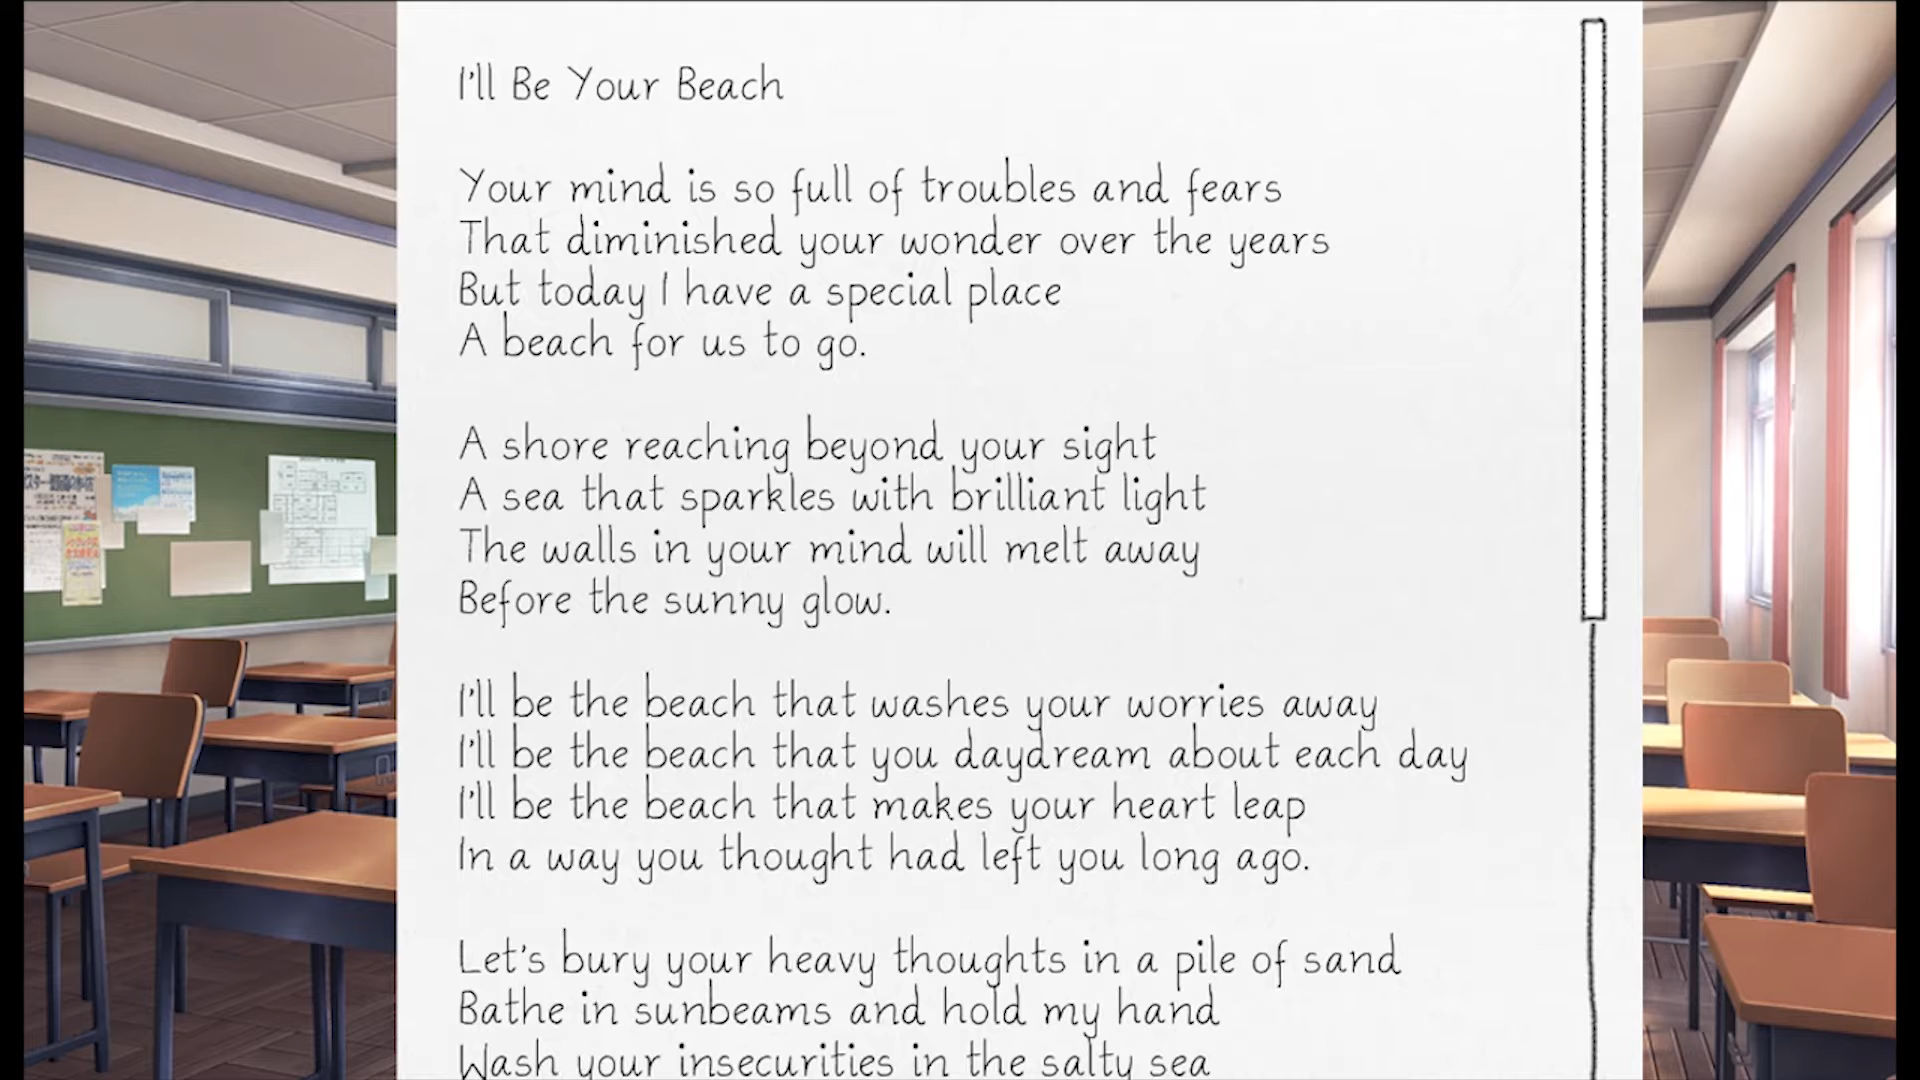 I'll Be Your Beach
Your mind is so full of troubles and fears
That diminished your wonder over the years
But today I have a special place
A beach for us to go.
A shore reaching beyond your sight
A sea that sparkles with brilliant light
The walls in your mind will melt away
Before the sunny glow.
I'll be the beach that washes your worries away
I'll be the beach that you daydream about each day
I'll be the beach that makes your heart leap
In a way you thought had left you long ago.
Let's bury your heavy thoughts in a pile of sand
Bathe in sunbeams and hold my hand
Wash your insecurities in the salty sea